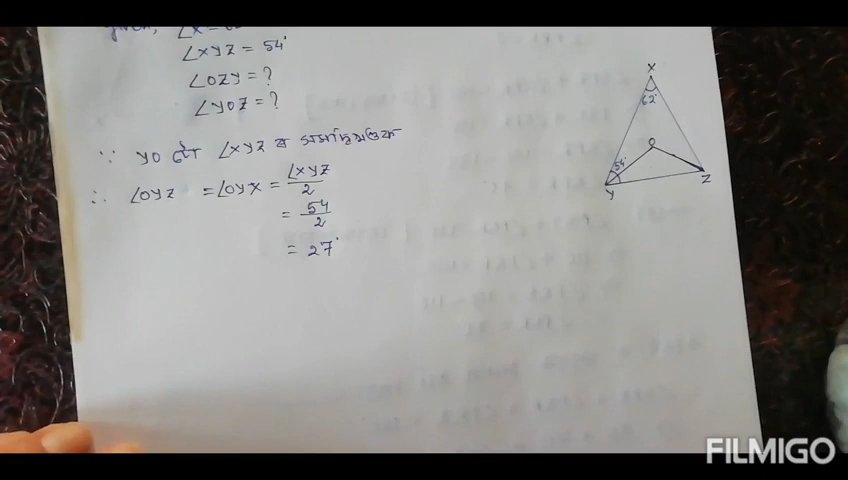 given,
∠XYZ = 54°
∠OZY = ?
∠YOZ = ?
∵ YO হৈছে ∠XYZ ৰ সমদ্বিখণ্ডক
∴ ∠OYZ = ∠OYX = ∠XYZ/2
= 54/2
= 27°
X
62°
O
54°
Y
Z
FILMIGO